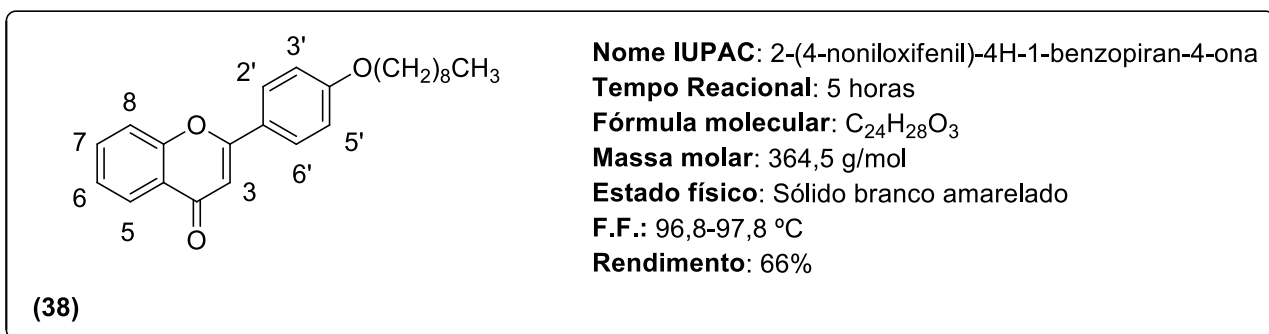 O(CH₂)₈CH₃
3'
2'
8
O
7
5'
6'
6
3
5
O
(38)
Nome IUPAC: 2-(4-noniloxifenil)-4H-1-benzopiran-4-ona
Tempo Reacional: 5 horas
Fórmula molecular: C₂₄H₂₈O₃
Massa molar: 364,5 g/mol
Estado físico: Sólido branco amarelado
F.F.: 96,8-97,8 ºC
Rendimento: 66%